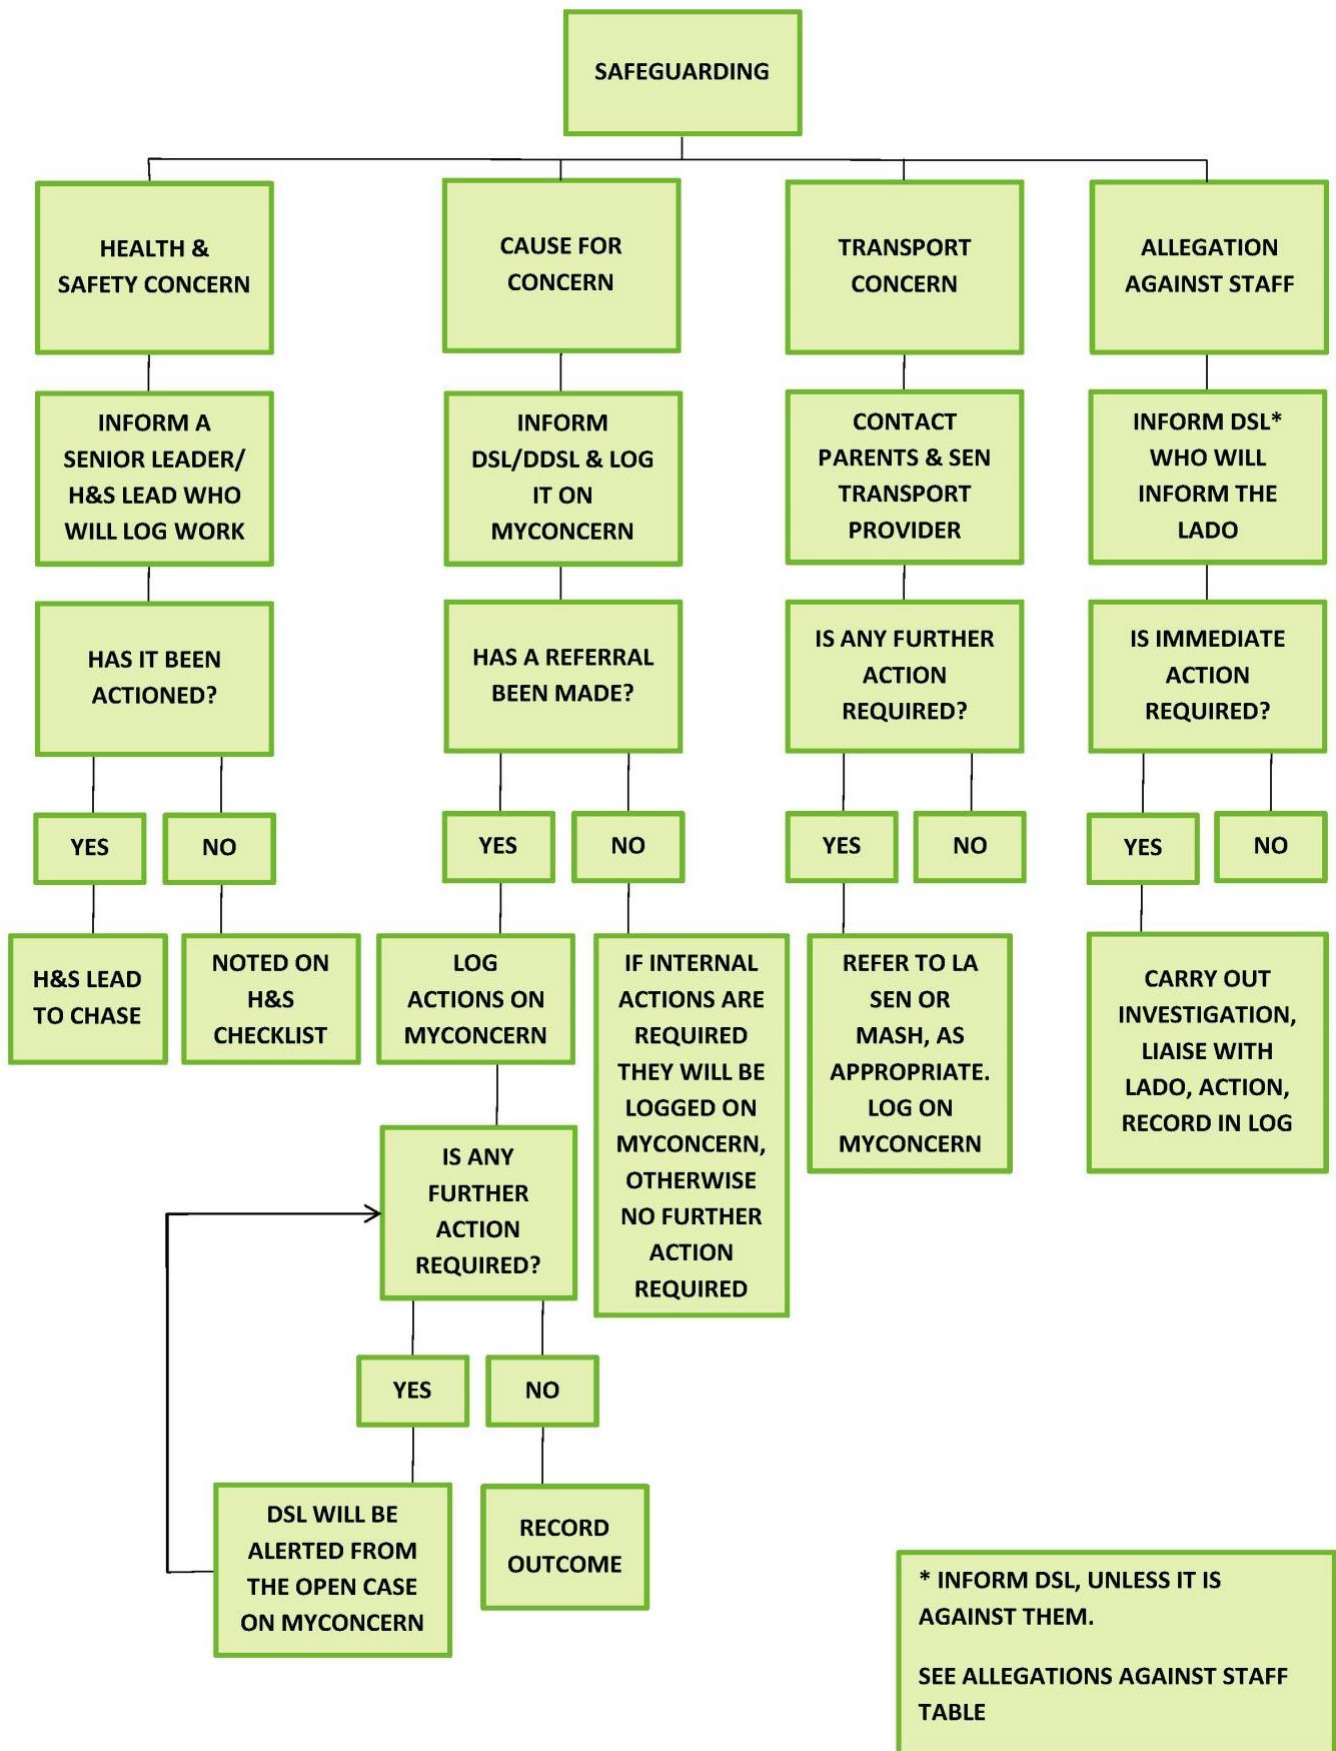 SAFEGUARDING
HEALTH &
SAFETY CONCERN
CAUSE FOR
CONCERN
TRANSPORT
CONCERN
ALLEGATION
AGAINST STAFF
INFORM A
SENIOR LEADER/
H&S LEAD WHO
WILL LOG WORK
INFORM
DSL/DDSL & LOG
IT ON
MYCONCERN
CONTACT
PARENTS & SEN
TRANSPORT
PROVIDER
INFORM DSL*
WHO WILL
INFORM THE
LADO
HAS IT BEEN
ACTIONED?
HAS A REFERRAL
BEEN MADE?
IS ANY FURTHER
ACTION
REQUIRED?
IS IMMEDIATE
ACTION
REQUIRED?
YES
NO
YES
NO
YES
NO
YES
NO
H&S LEAD
TO CHASE
NOTED ON
H&S
CHECKLIST
LOG
ACTIONS ON
MYCONCERN
IF INTERNAL
ACTIONS ARE
REQUIRED
THEY WILL BE
LOGGED ON
MYCONCERN,
OTHERWISE
NO FURTHER
ACTION
REQUIRED
REFER TO LA
SEN OR
MASH, AS
APPROPRIATE.
LOG ON
MYCONCERN
CARRY OUT
INVESTIGATION,
LIAISE WITH
LADO, ACTION,
RECORD IN LOG
IS ANY
FURTHER
ACTION
REQUIRED?
YES
NO
DSL WILL BE
ALERTED FROM
THE OPEN CASE
ON MYCONCERN
RECORD
OUTCOME
* INFORM DSL, UNLESS IT IS
AGAINST THEM.
SEE ALLEGATIONS AGAINST STAFF
TABLE